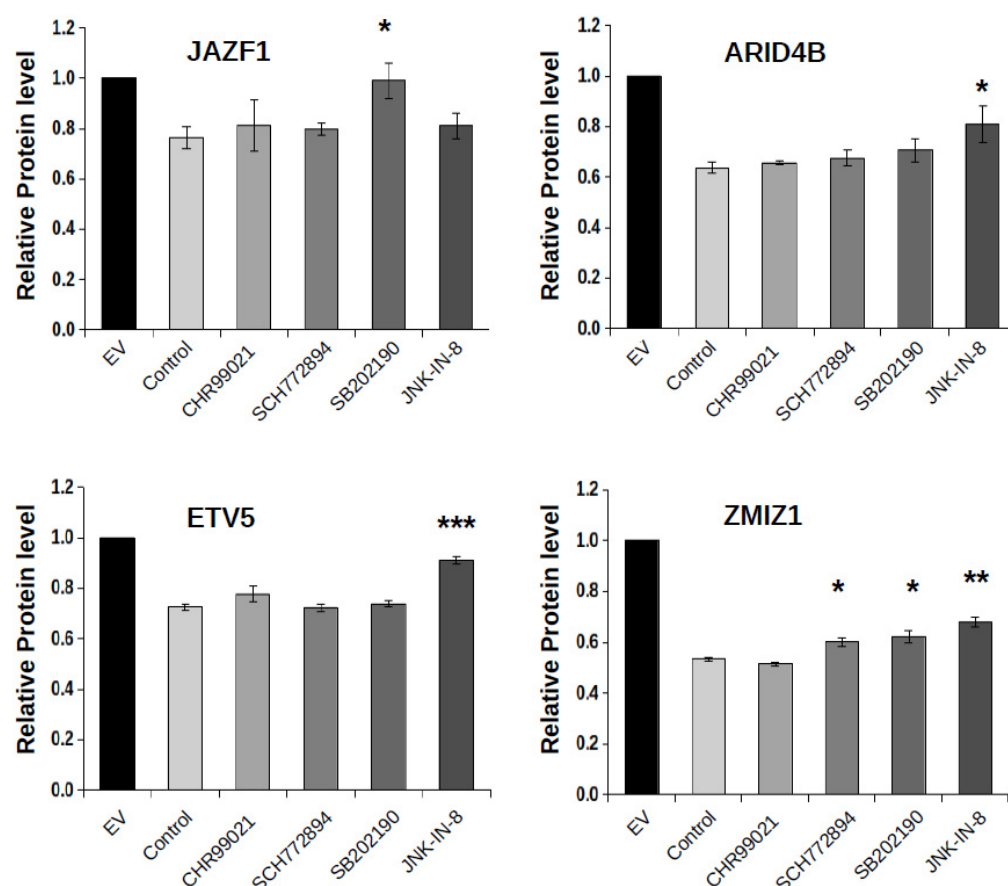 JAZF1
*
Relative Protein level
1.2
1.0
0.8
0.6
0.4
0.2
0.0
EV
Control
CHR99021
SCH772894
SB202190
JNK-IN-8
ARID4B
*
Relative Protein level
1.2
1.0
0.8
0.6
0.4
0.2
0.0
EV
Control
CHR99021
SCH772894
SB202190
JNK-IN-8
ETV5
***
Relative Protein level
1.2
1.0
0.8
0.6
0.4
0.2
0.0
EV
Control
CHR99021
SCH772894
SB202190
JNK-IN-8
ZMIZ1
* * **
Relative Protein level
1.2
1.0
0.8
0.6
0.4
0.2
0.0
EV
Control
CHR99021
SCH772894
SB202190
JNK-IN-8